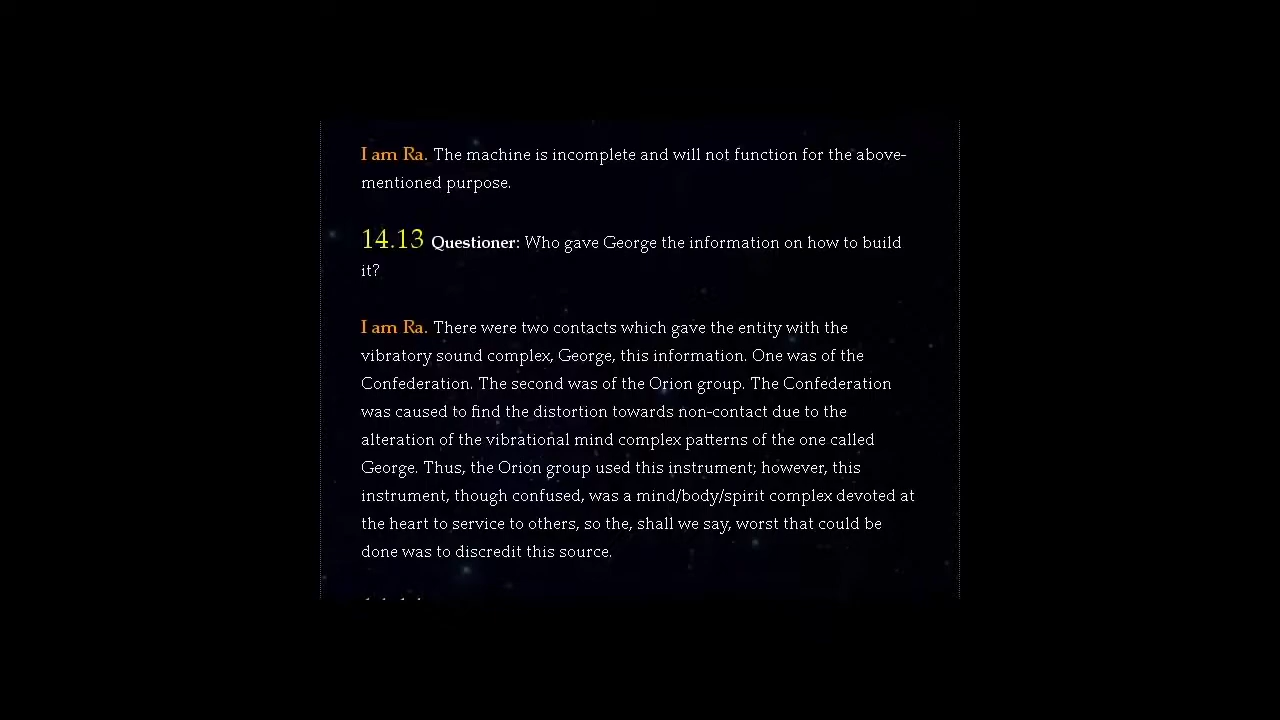 I am Ra. The machine is incomplete and will not function for the above-
mentioned purpose.
14.13 Questioner: Who gave George the information on how to build
it?
I am Ra. There were two contacts which gave the entity with the
vibratory sound complex, George, this information. One was of the
Confederation. The second was of the Orion group. The Confederation
was caused to find the distortion towards non-contact due to the
alteration of the vibrational mind complex patterns of the one called
George. Thus, the Orion group used this instrument; however, this
instrument, though confused, was a mind/body/spirit complex devoted at
the heart to service to others, so the, shall we say, worst that could be
done was to discredit this source.